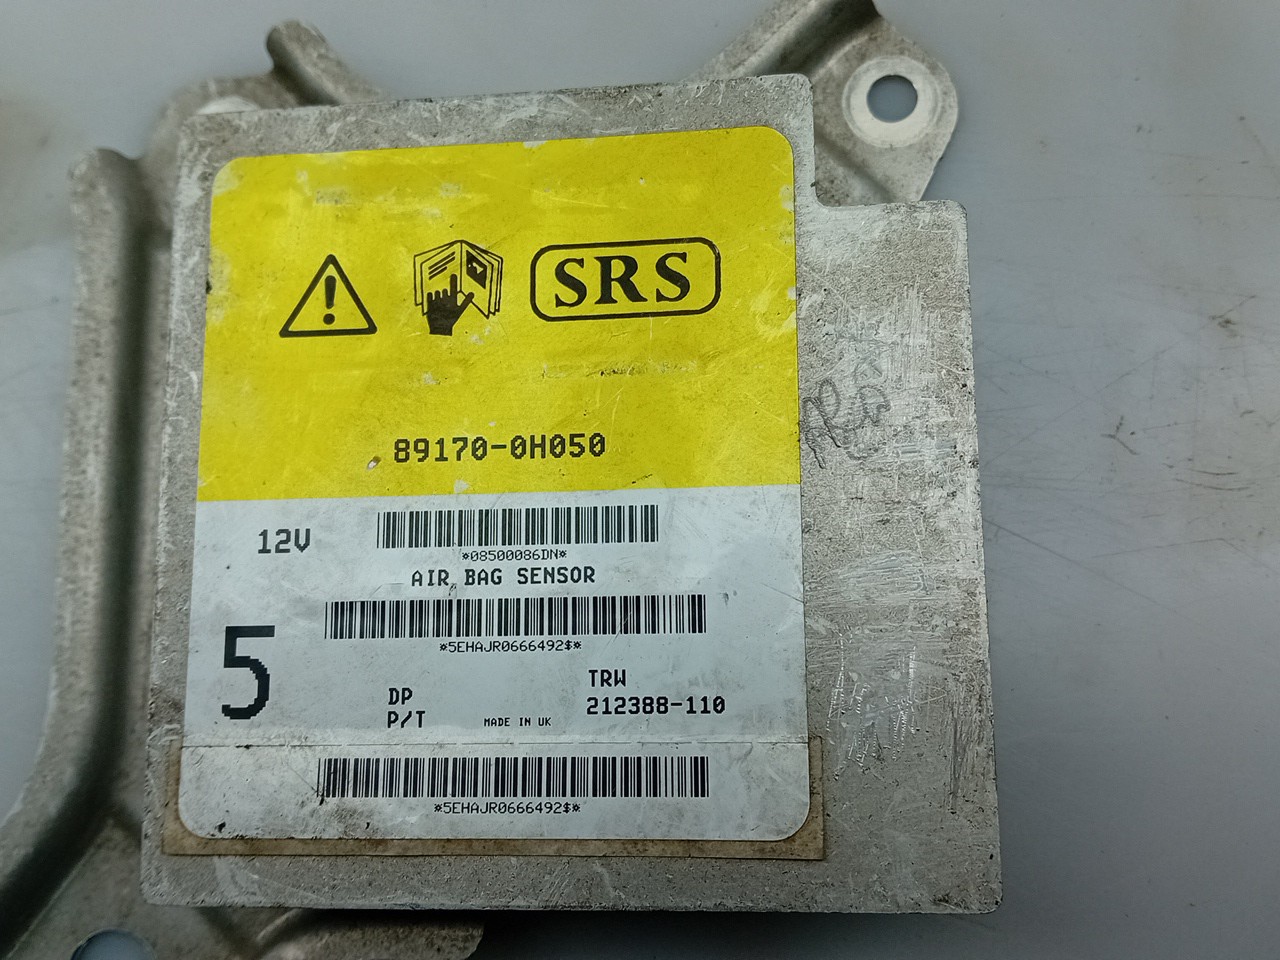 SRS
89170-0H050
12V
*08500086DN*
AIR BAG SENSOR
*5EHAJR0666492$*
5
DP
TRW
P/T
MADE IN UK
212388-110
*5EHAJR0666492$*